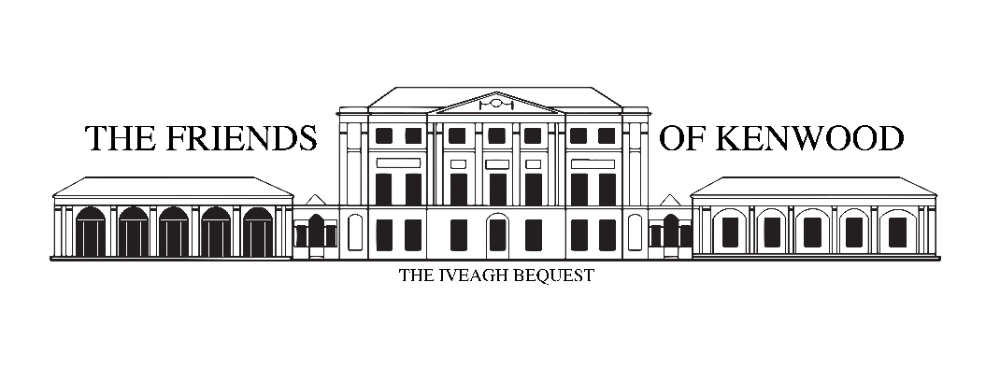 THE FRIENDS OF KENWOOD
THE IVEAGH BEQUEST